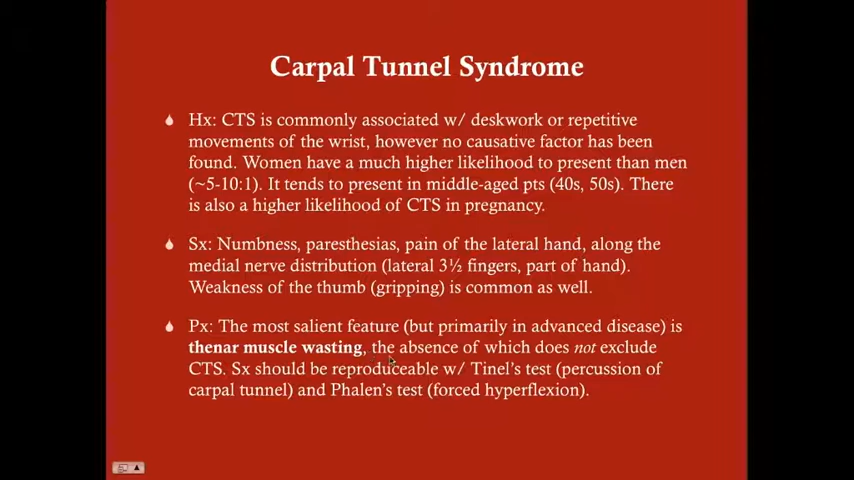 Carpal Tunnel Syndrome
Hx: CTS is commonly associated w/ deskwork or repetitive
movements of the wrist, however no causative factor has been
found. Women have a much higher likelihood to present than men
(~5-10:1). It tends to present in middle-aged pts (40s, 50s). There
is also a higher likelihood of CTS in pregnancy.
Sx: Numbness, paresthesias, pain of the lateral hand, along the
medial nerve distribution (lateral 3½ fingers, part of hand).
Weakness of the thumb (gripping) is common as well.
Px: The most salient feature (but primarily in advanced disease) is
thenar muscle wasting, the absence of which does not exclude
CTS. Sx should be reproduceable w/ Tinel's test (percussion of
carpal tunnel) and Phalen's test (forced hyperflexion).